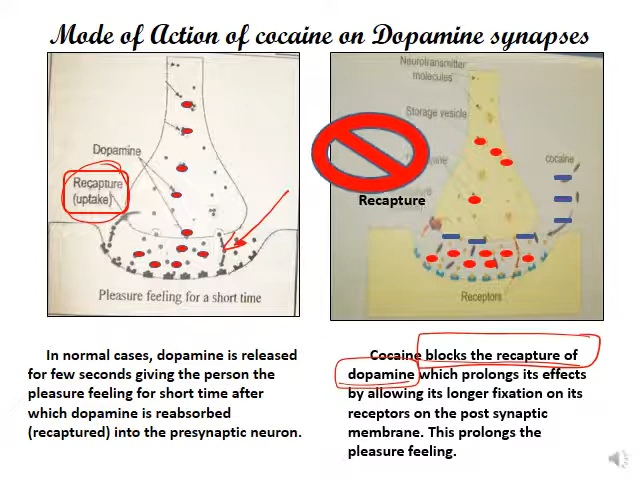 Mode of Action of cocaine on Dopamine synapses
Dopamine
Recapture
(uptake)
Pleasure feeling for a short time
Neurotransmitter
molecules
Storage vesicle
cocaine
Recapture
Receptors
In normal cases, dopamine is released
for few seconds giving the person the
pleasure feeling for short time after
which dopamine is reabsorbed
(recaptured) into the presynaptic neuron.
Cocaine blocks the recapture of
dopamine which prolongs its effects
by allowing its longer fixation on its
receptors on the post synaptic
membrane. This prolongs the
pleasure feeling.